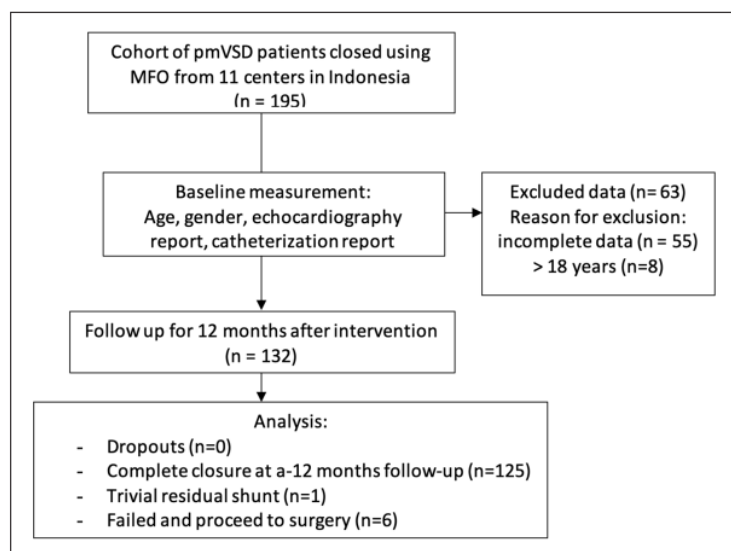 Cohort of pmVSD patients closed using
MFO from 11 centers in Indonesia
(n = 195)
Baseline measurement:
Age, gender, echocardiography
report, catheterization report
Excluded data (n= 63)
Reason for exclusion:
incomplete data (n = 55)
> 18 years (n=8)
Follow up for 12 months after intervention
(n = 132)
Analysis:
- Dropouts (n=0)
- Complete closure at a-12 months follow-up (n=125)
- Trivial residual shunt (n=1)
- Failed and proceed to surgery (n=6)